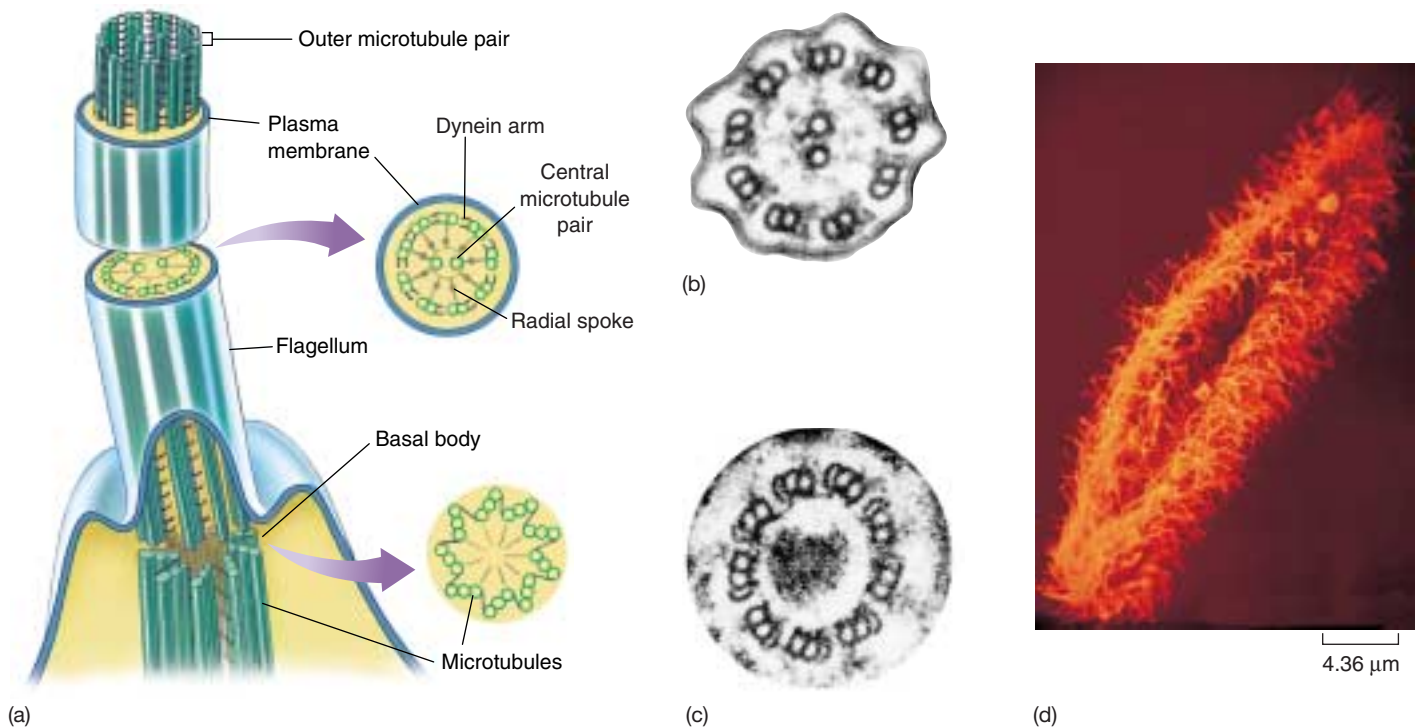 Outer microtubule pair
Plasma
membrane
Dynein arm
Central
microtubule
pair
Radial spoke
Flagellum
Basal body
Microtubules
(a)
(b)
(c)
4.36 µm
(d)